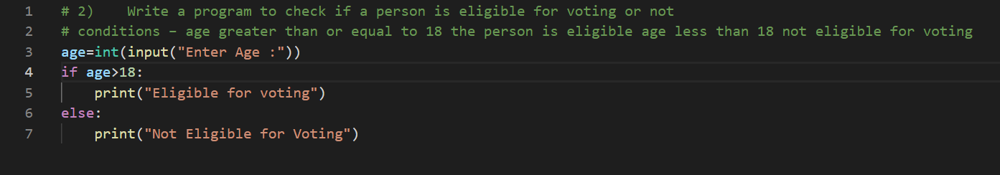 1 # 2)    Write a program to check if a person is eligible for voting or not
2 # conditions – age greater than or equal to 18 the person is eligible age less than 18 not eligible for voting
3 age=int(input("Enter Age :"))
4 if age>18:
5     print("Eligible for voting")
6 else:
7     print("Not Eligible for Voting")